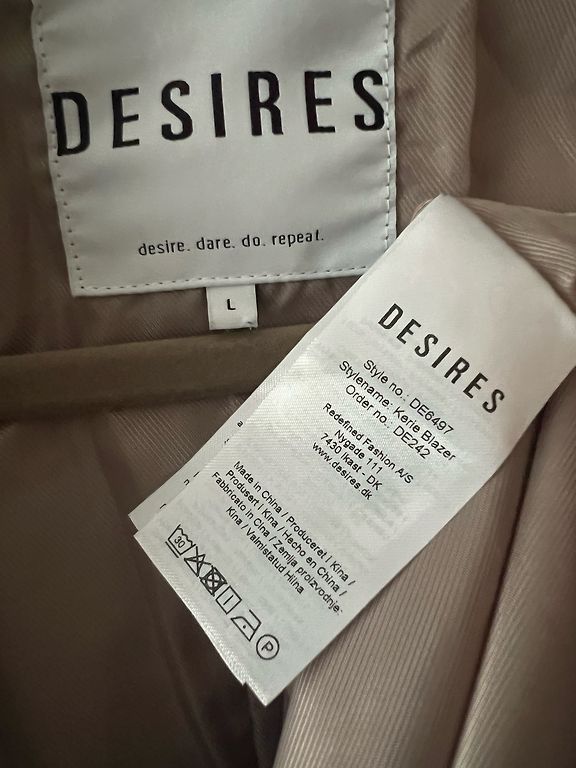 DESIRES
desire. dare. do. repeat.
L
DESIRES
Style no.: DE6497
Stylename: Kerie Blazer
Order no.: DE242
Redefined Fashion A/S
Nygade 111
7430 Ikast - DK
www.desires.dk
Made in China / Produceret i Kina /
Produsert i Kina / Hecho en China /
Fabbricato in Cina / Zemlja proizvodnje:
Kina / Valmistatud Hiina
30
P